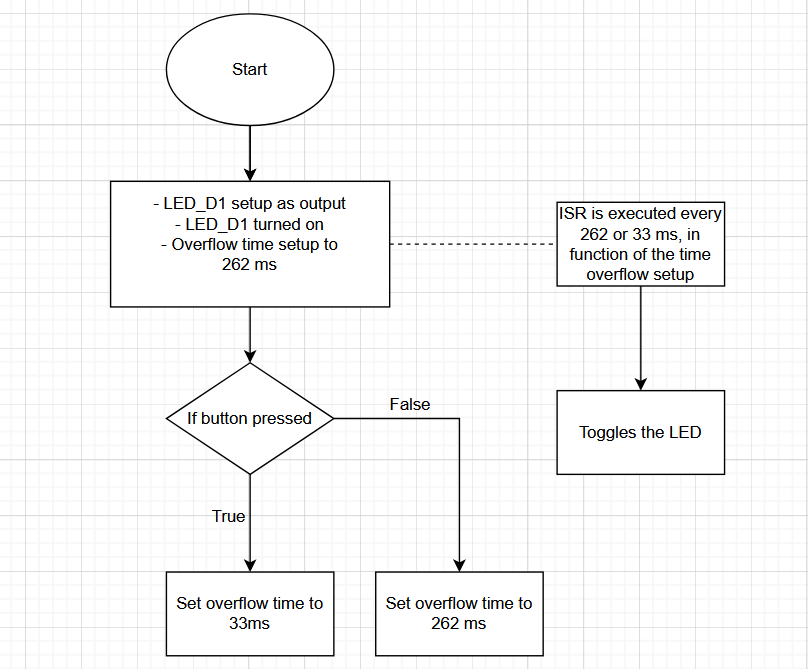 Start
- LED_D1 setup as output
- LED_D1 turned on
- Overflow time setup to
262 ms
ISR is executed every
262 or 33 ms, in
function of the time
overflow setup
If button pressed
False
Toggles the LED
True
Set overflow time to
33ms
Set overflow time to
262 ms